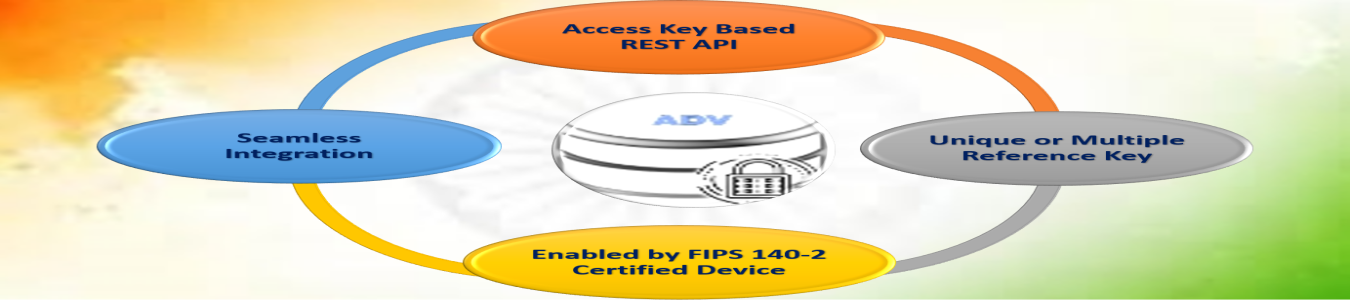 Access Key Based
REST API
ADV
Seamless
Integration
Unique or Multiple
Reference Key
Enabled by FIPS 140-2
Certified Device